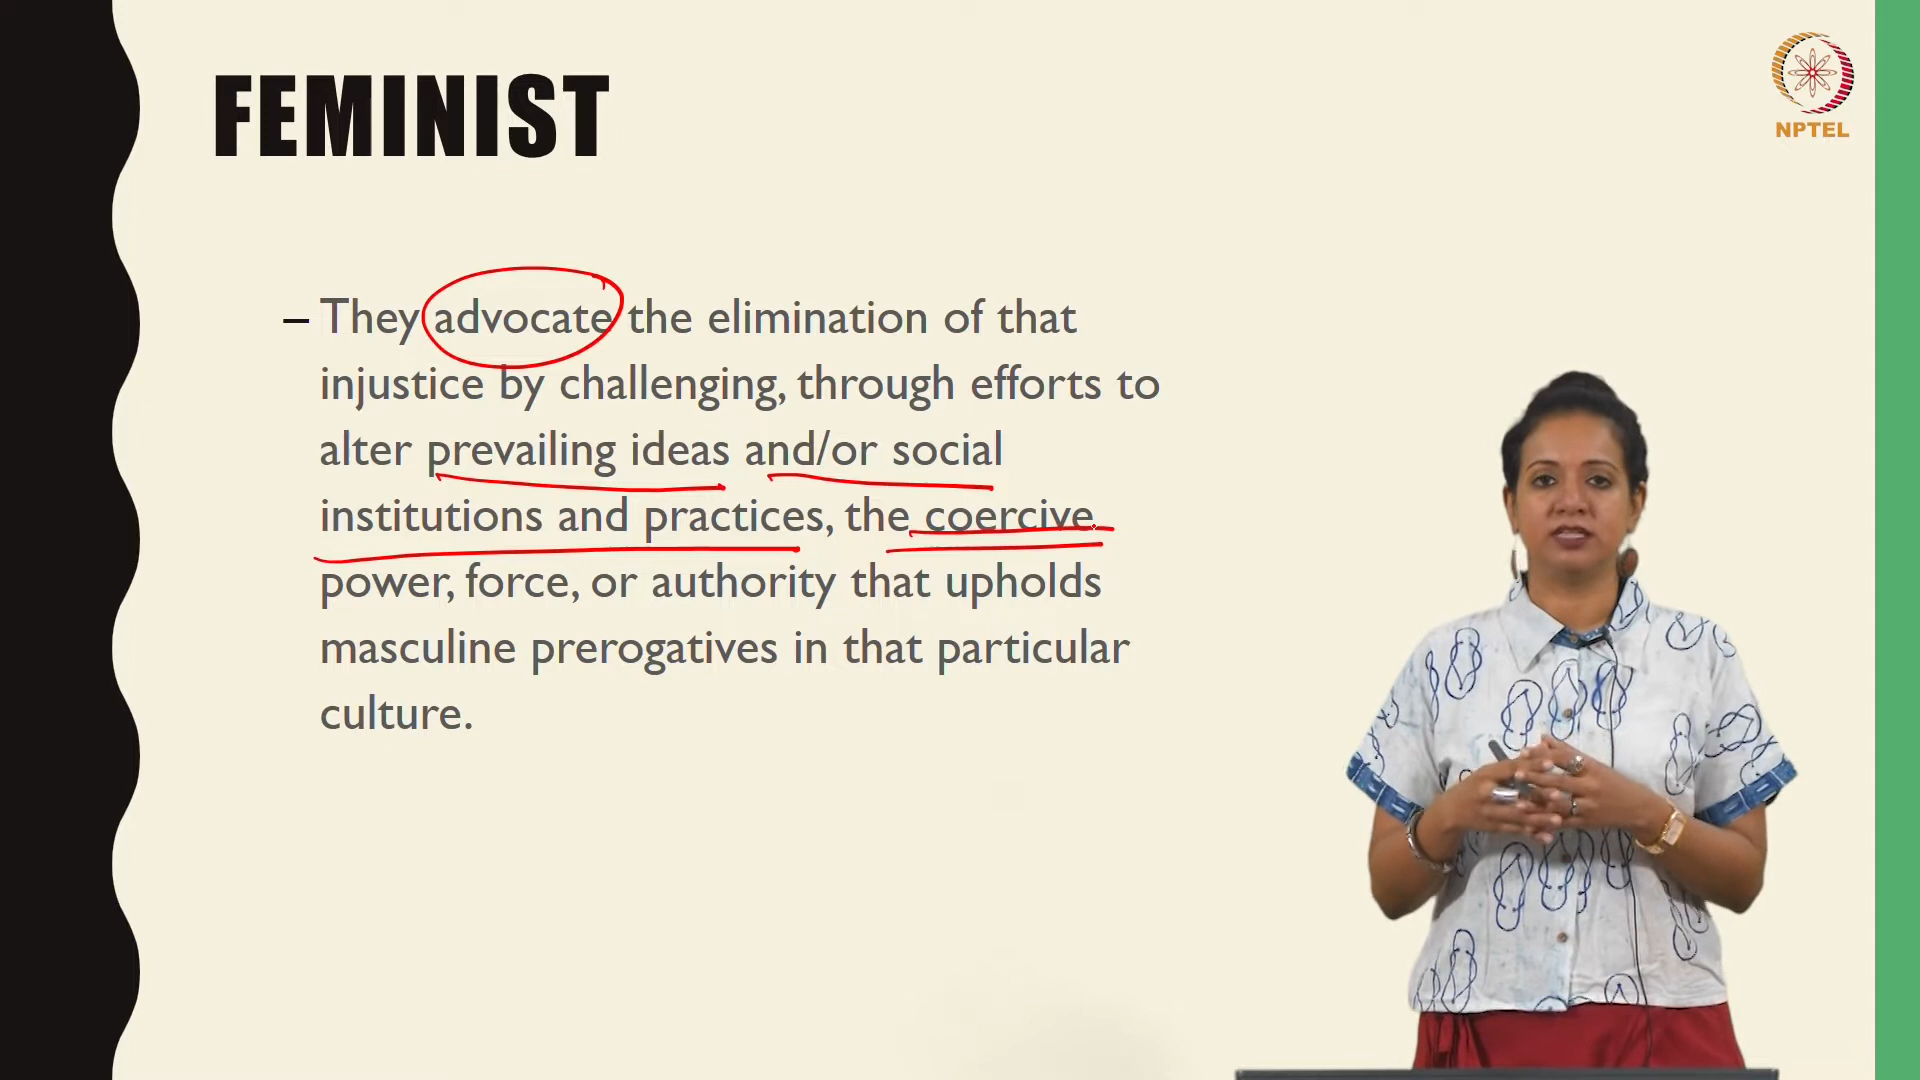 FEMINIST
NPTEL
– They advocate the elimination of that
injustice by challenging, through efforts to
alter prevailing ideas and/or social
institutions and practices, the coercive
power, force, or authority that upholds
masculine prerogatives in that particular
culture.